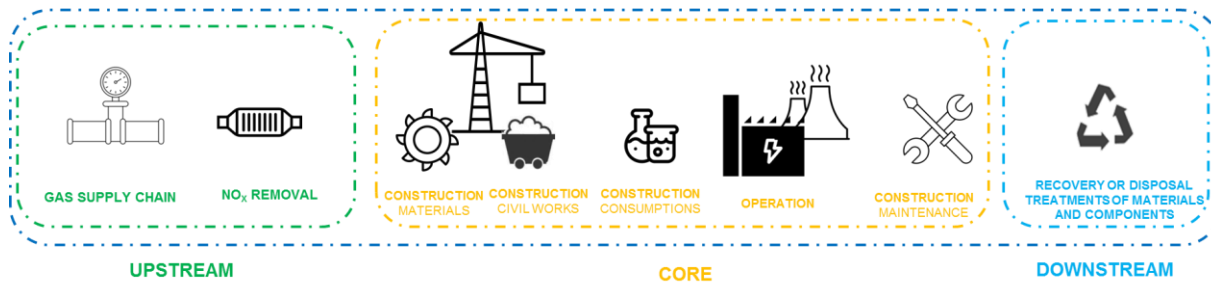 GAS SUPPLY CHAIN
NOX REMOVAL
CONSTRUCTION
MATERIALS
CONSTRUCTION
CIVIL WORKS
CONSTRUCTION
CONSUMPTIONS
OPERATION
CONSTRUCTION
MAINTENANCE
RECOVERY OR DISPOSAL
TREATMENTS OF MATERIALS
AND COMPONENTS
UPSTREAM
CORE
DOWNSTREAM